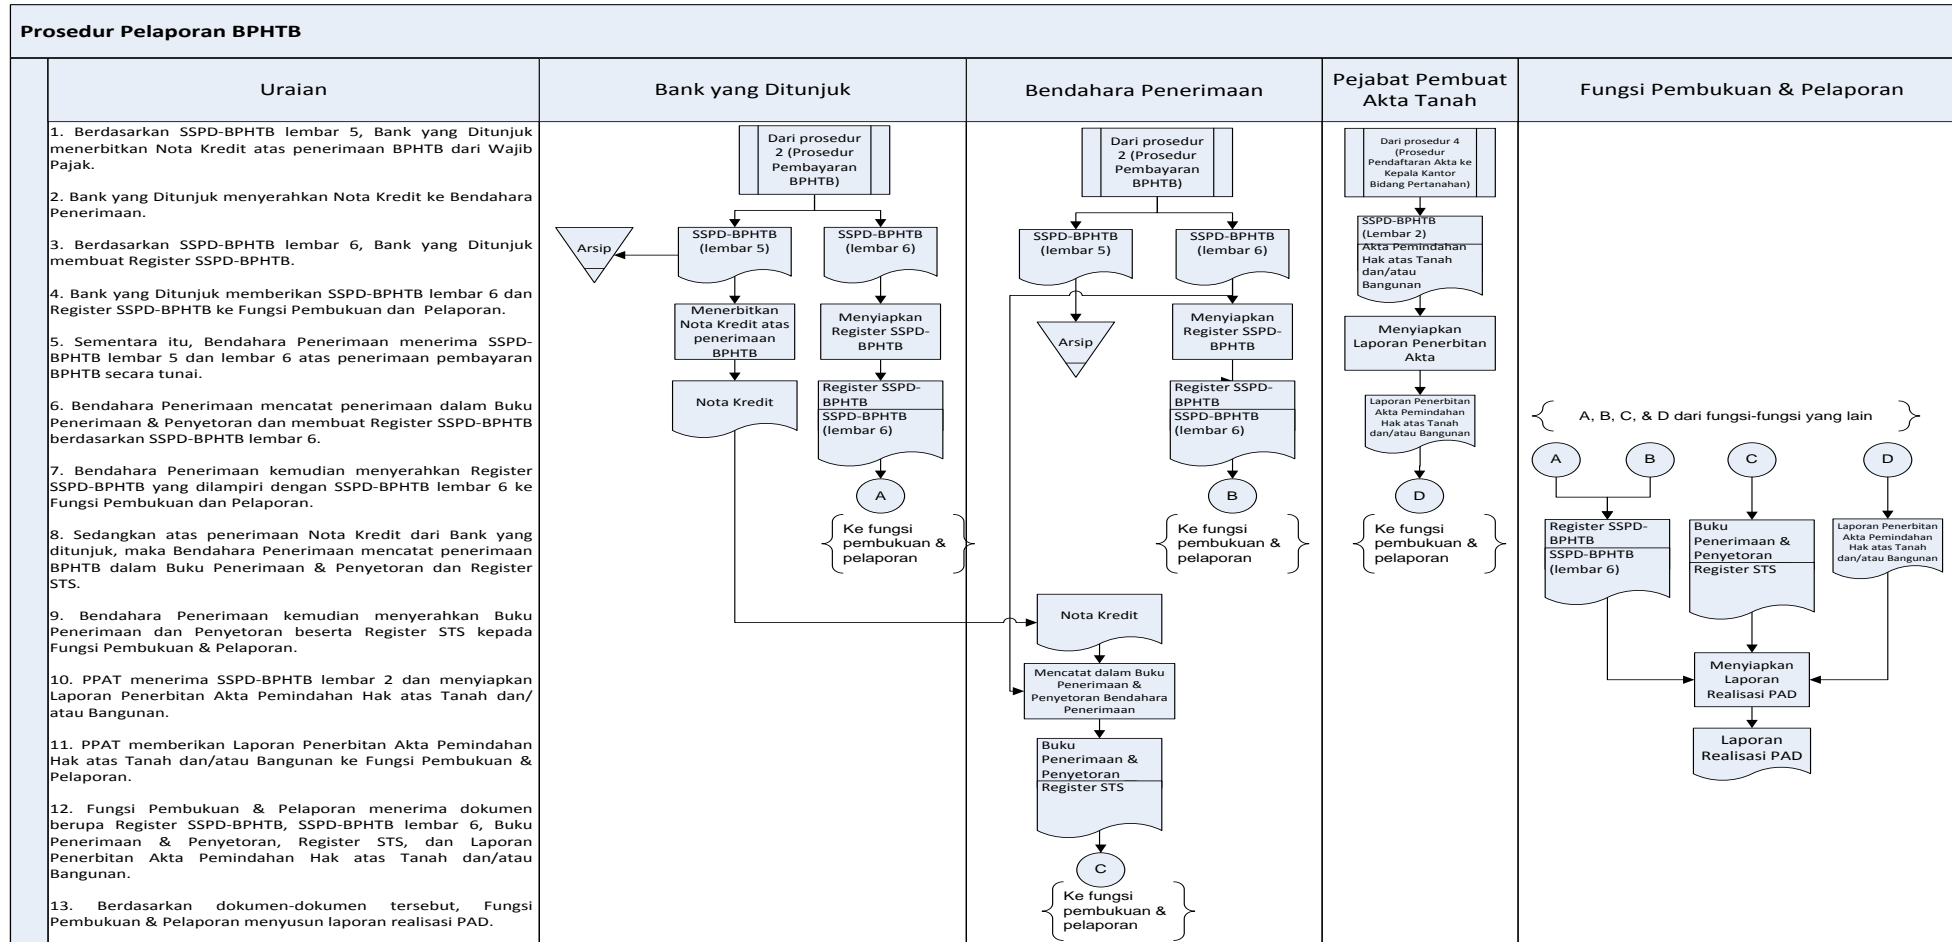 Prosedur Pelaporan BPHTB
Uraian
Bank yang Ditunjuk
Bendahara Penerimaan
Pejabat Pembuat
Akta Tanah
Fungsi Pembukuan & Pelaporan
1. Berdasarkan SSPD-BPHTB lembar 5, Bank yang Ditunjuk
menerbitkan Nota Kredit atas penerimaan BPHTB dari Wajib
Pajak.
2. Bank yang Ditunjuk menyerahkan Nota Kredit ke Bendahara
Penerimaan.
3. Berdasarkan SSPD-BPHTB lembar 6, Bank yang Ditunjuk
membuat Register SSPD-BPHTB.
4. Bank yang Ditunjuk memberikan SSPD-BPHTB lembar 6 dan
Register SSPD-BPHTB ke Fungsi Pembukuan dan Pelaporan.
5. Sementara itu, Bendahara Penerimaan menerima SSPD-
BPHTB lembar 5 dan lembar 6 atas penerimaan pembayaran
BPHTB secara tunai.
6. Bendahara Penerimaan mencatat penerimaan dalam Buku
Penerimaan & Penyetoran dan membuat Register SSPD-BPHTB
berdasarkan SSPD-BPHTB lembar 6.
7. Bendahara Penerimaan kemudian menyerahkan Register
SSPD-BPHTB yang dilampiri dengan SSPD-BPHTB lembar 6 ke
Fungsi Pembukuan dan Pelaporan.
8. Sedangkan atas penerimaan Nota Kredit dari Bank yang
ditunjuk, maka Bendahara Penerimaan mencatat penerimaan
BPHTB dalam Buku Penerimaan & Penyetoran dan Register
STS.
9. Bendahara Penerimaan kemudian menyerahkan Buku
Penerimaan dan Penyetoran beserta Register STS kepada
Fungsi Pembukuan & Pelaporan.
10. PPAT menerima SSPD-BPHTB lembar 2 dan menyiapkan
Laporan Penerbitan Akta Pemindahan Hak atas Tanah dan/
atau Bangunan.
11. PPAT memberikan Laporan Penerbitan Akta Pemindahan
Hak atas Tanah dan/atau Bangunan ke Fungsi Pembukuan &
Pelaporan.
12. Fungsi Pembukuan & Pelaporan menerima dokumen
berupa Register SSPD-BPHTB, SSPD-BPHTB lembar 6, Buku
Penerimaan & Penyetoran, Register STS, dan Laporan
Penerbitan Akta Pemindahan Hak atas Tanah dan/atau
Bangunan.
13. Berdasarkan dokumen-dokumen tersebut, Fungsi
Pembukuan & Pelaporan menyusun laporan realisasi PAD.
Dari prosedur
2 (Prosedur
Pembayaran
BPHTB)
Arsip
SSPD-BPHTB
(lembar 5)
SSPD-BPHTB
(lembar 6)
Menerbitkan
Nota Kredit atas
penerimaan
BPHTB
Menyiapkan
Register SSPD-
BPHTB
Nota Kredit
Register SSPD-
BPHTB
SSPD-BPHTB
(lembar 6)
A
Ke fungsi
pembukuan &
pelaporan
Dari prosedur
2 (Prosedur
Pembayaran
BPHTB)
SSPD-BPHTB
(lembar 5)
SSPD-BPHTB
(lembar 6)
Arsip
Menyiapkan
Register SSPD-
BPHTB
Register SSPD-
BPHTB
SSPD-BPHTB
(lembar 6)
B
Ke fungsi
pembukuan &
pelaporan
Nota Kredit
Mencatat dalam Buku
Penerimaan &
Penyetoran Bendahara
Penerimaan
Buku
Penerimaan &
Penyetoran
Register STS
C
Ke fungsi
pembukuan &
pelaporan
Dari prosedur 4
(Prosedur
Pendaftaran Akta ke
Kepala Kantor
Bidang Pertanahan)
SSPD-BPHTB
(Lembar 2)
Akta Pemindahan
Hak atas Tanah
dan/atau
Bangunan
Menyiapkan
Laporan Penerbitan
Akta
Laporan Penerbitan
Akta Pemindahan
Hak atas Tanah
dan/atau Bangunan
D
Ke fungsi
pembukuan &
pelaporan
A, B, C, & D dari fungsi-fungsi yang lain
A
B
C
D
Register SSPD-
BPHTB
SSPD-BPHTB
(lembar 6)
Buku
Penerimaan &
Penyetoran
Register STS
Laporan Penerbitan
Akta Pemindahan
Hak atas Tanah
dan/atau Bangunan
Menyiapkan
Laporan
Realisasi PAD
Laporan
Realisasi PAD